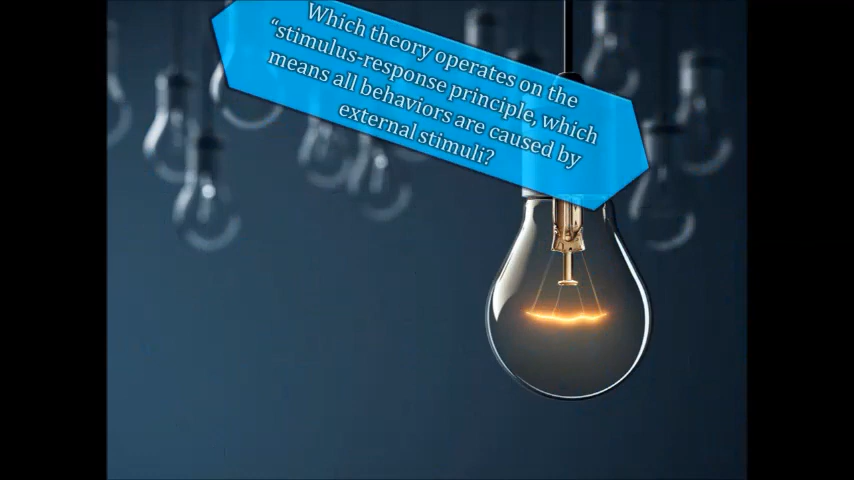 Which theory operates on the
“stimulus-response principle, which
means all behaviors are caused by
external stimuli?